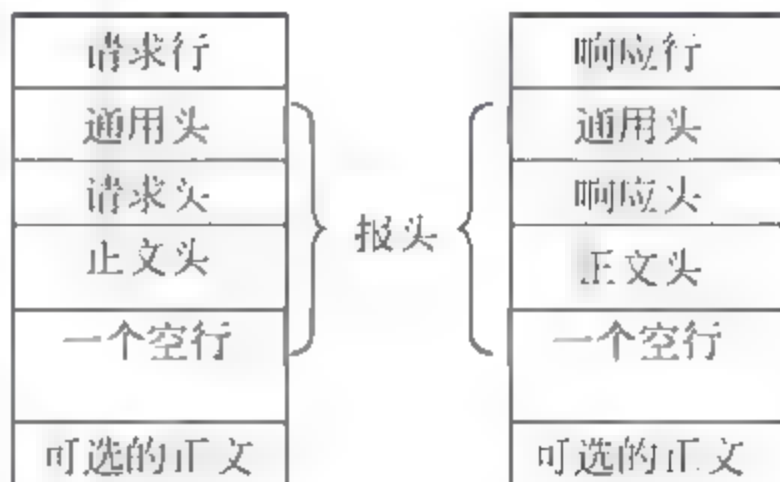 请求行
通用头
请求头
正文头
一个空行
可选的正文
报头
响应行
通用头
响应头
正文头
一个空行
可选的正文